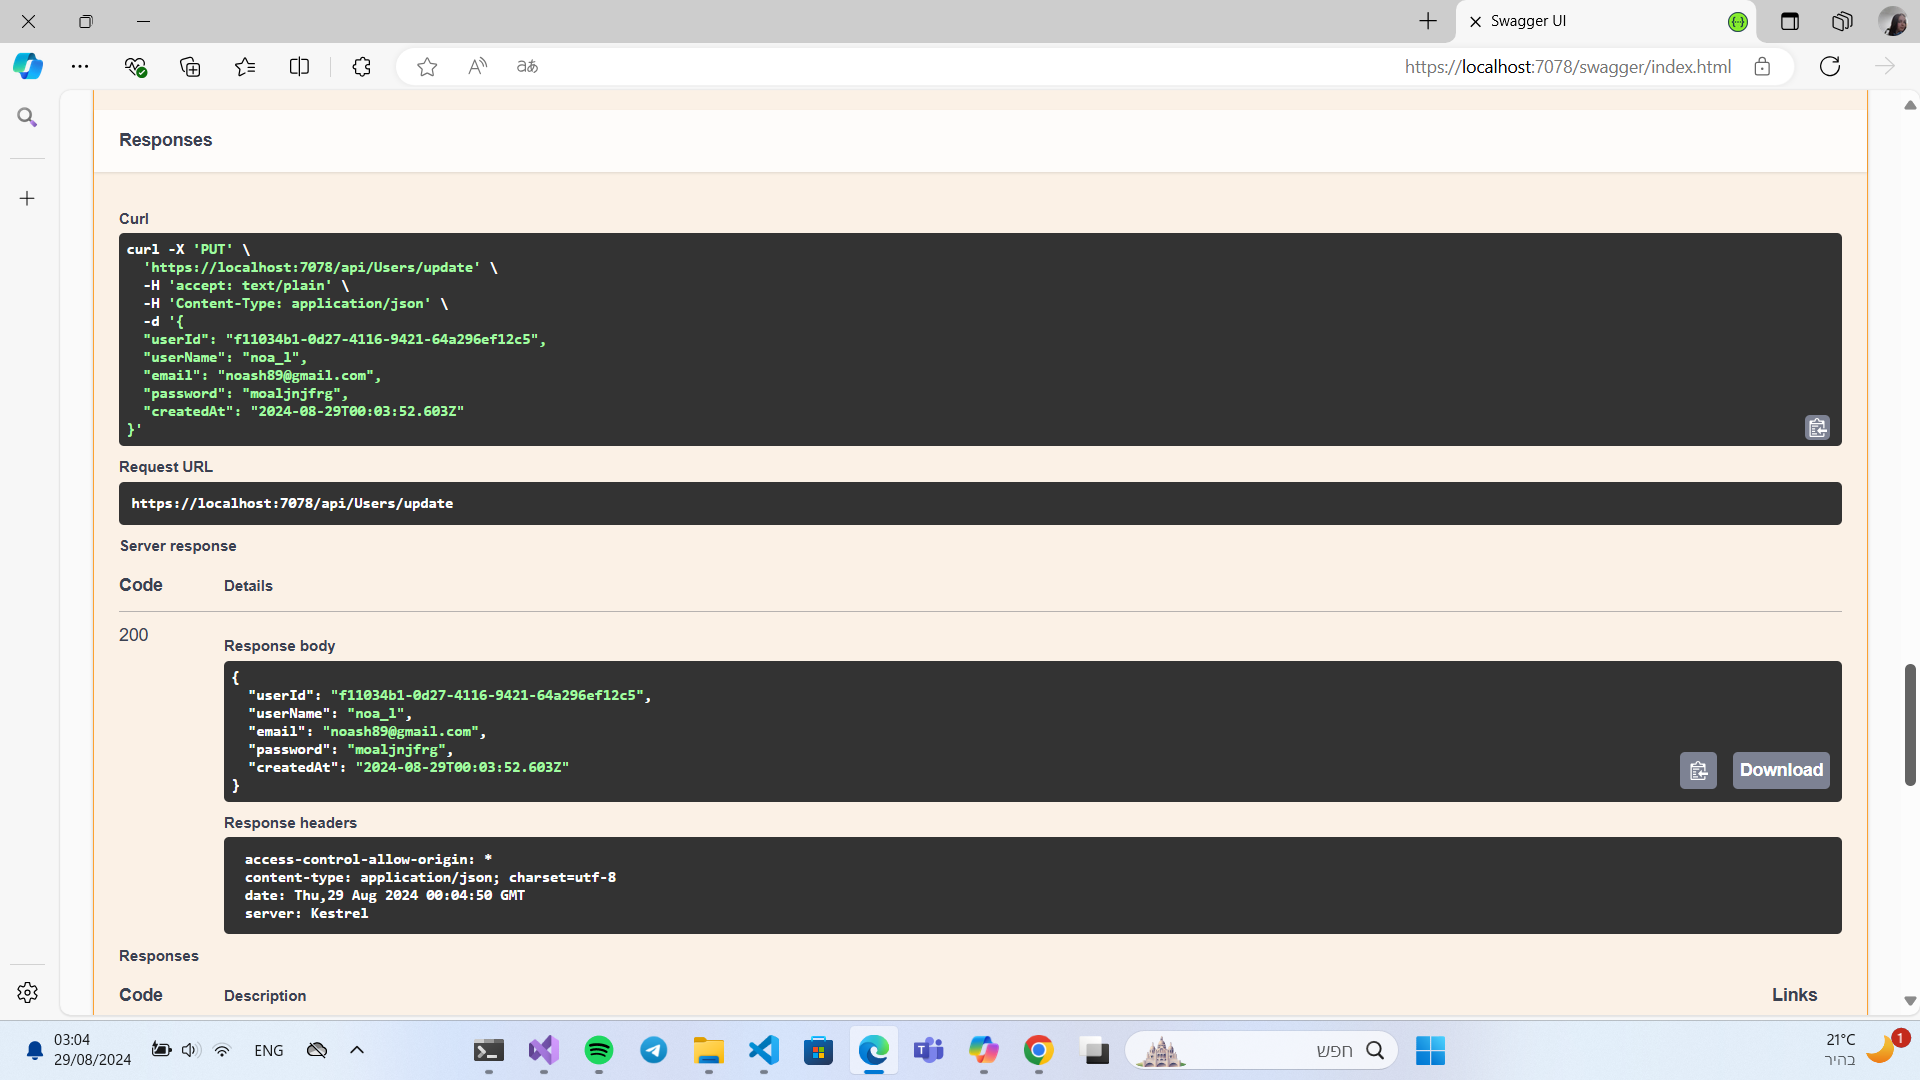 Swagger UI
https://localhost:7078/swagger/index.html
Responses
Curl
curl -X 'PUT' \
'https://localhost:7078/api/Users/update' \
-H 'accept: text/plain' \
-H 'Content-Type: application/json' \
-d '{
"userId": "f11034b1-0d27-4116-9421-64a296ef12c5",
"userName": "noa_l",
"email": "noash89@gmail.com",
"password": "moaljnjfrg",
"createdAt": "2024-08-29T00:03:52.603Z"
}'
Request URL
https://localhost:7078/api/Users/update
Server response
Code Details
200
Response body
{
"userId": "f11034b1-0d27-4116-9421-64a296ef12c5",
"userName": "noa_l",
"email": "noash89@gmail.com",
"password": "moaljnjfrg",
"createdAt": "2024-08-29T00:03:52.603Z"
}
Download
Response headers
access-control-allow-origin: *
content-type: application/json; charset=utf-8
date: Thu,29 Aug 2024 00:04:50 GMT
server: Kestrel
Responses
Code Description Links
03:04
29/08/2024
ENG
חפש
21°C
בהיר
1